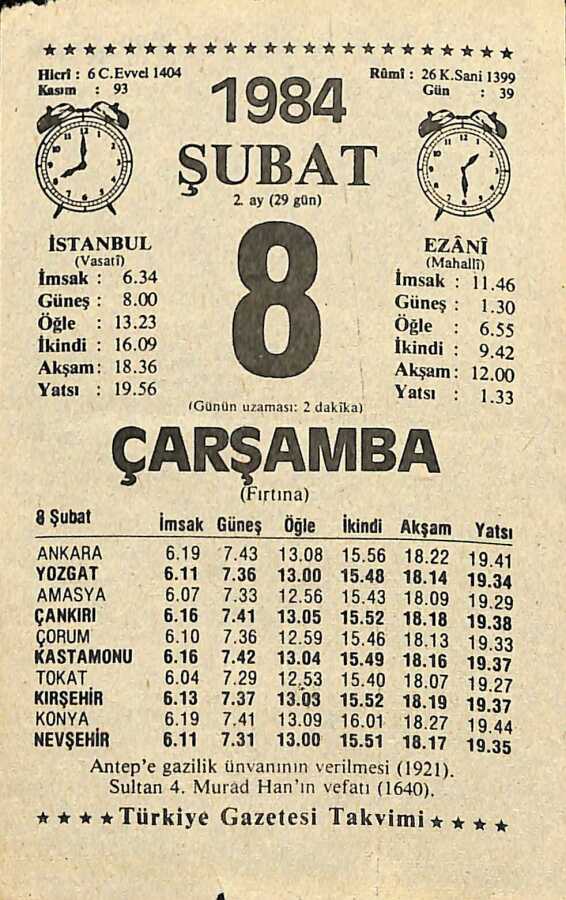 ★★★★★★★★★★★★★★★★★★★★★★★
Hicrî : 6 C.Evvel 1404
Kasım : 93
1984
Rûmî : 26 K.Sani 1399
Gün : 39
ŞUBAT
2. ay (29 gün)
8
İSTANBUL
(Vasatî)
İmsak : 6.34
Güneş : 8.00
Öğle : 13.23
İkindi : 16.09
Akşam : 18.36
Yatsı : 19.56
EZÂNÎ
(Mahallî)
İmsak : 11.46
Güneş : 1.30
Öğle : 6.55
İkindi : 9.42
Akşam : 12.00
Yatsı : 1.33
(Günün uzaması: 2 dakika)
ÇARŞAMBA
(Fırtına)
8 Şubat İmsak Güneş Öğle İkindi Akşam Yatsı
ANKARA 6.19 7.43 13.08 15.56 18.22 19.41
YOZGAT 6.11 7.36 13.00 15.48 18.14 19.34
AMASYA 6.07 7.33 12.56 15.43 18.09 19.29
ÇANKIRI 6.16 7.41 13.05 15.52 18.18 19.38
ÇORUM 6.10 7.36 12.59 15.46 18.13 19.33
KASTAMONU 6.16 7.42 13.04 15.49 18.16 19.37
TOKAT 6.04 7.29 12.53 15.40 18.07 19.27
KIRŞEHİR 6.13 7.37 13.03 15.52 18.19 19.37
KONYA 6.19 7.41 13.09 16.01 18.27 19.44
NEVŞEHİR 6.11 7.31 13.00 15.51 18.17 19.35
Antep'e gazilik ünvanının verilmesi (1921).
Sultan 4. Murad Han'ın vefatı (1640).
★★★★Türkiye Gazetesi Takvimi★★★★